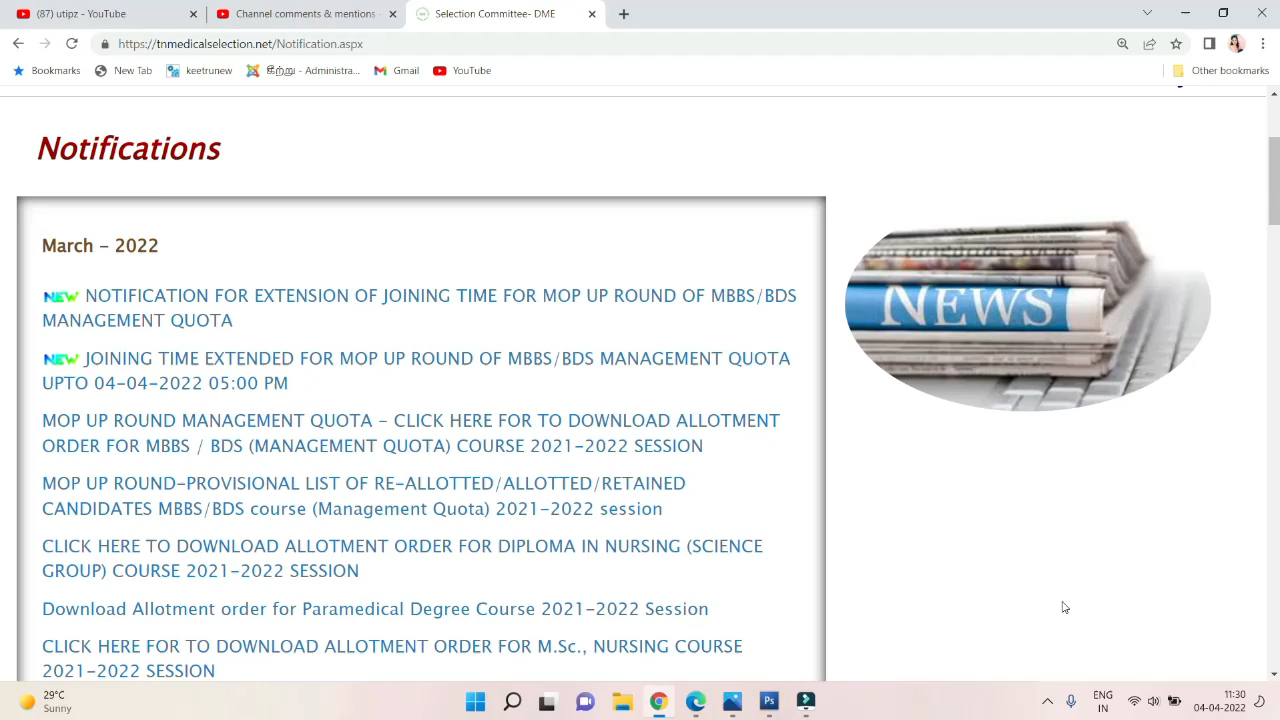 (87) utipz - YouTube
Channel comments & mentions -
Selection Committee- DME
https://tnmedicalselection.net/Notification.aspx
Bookmarks
New Tab
keetrunew
கீற்று - Administra...
Gmail
YouTube
Other bookmarks
Notifications
March - 2022
NEW NOTIFICATION FOR EXTENSION OF JOINING TIME FOR MOP UP ROUND OF MBBS/BDS
MANAGEMENT QUOTA
NEW JOINING TIME EXTENDED FOR MOP UP ROUND OF MBBS/BDS MANAGEMENT QUOTA
UPTO 04-04-2022 05:00 PM
MOP UP ROUND MANAGEMENT QUOTA - CLICK HERE FOR TO DOWNLOAD ALLOTMENT
ORDER FOR MBBS / BDS (MANAGEMENT QUOTA) COURSE 2021-2022 SESSION
MOP UP ROUND-PROVISIONAL LIST OF RE-ALLOTTED/ALLOTTED/RETAINED
CANDIDATES MBBS/BDS course (Management Quota) 2021-2022 session
CLICK HERE TO DOWNLOAD ALLOTMENT ORDER FOR DIPLOMA IN NURSING (SCIENCE
GROUP) COURSE 2021-2022 SESSION
Download Allotment order for Paramedical Degree Course 2021-2022 Session
CLICK HERE FOR TO DOWNLOAD ALLOTMENT ORDER FOR M.Sc., NURSING COURSE
2021-2022 SESSION
NEWS
29°C
Sunny
Ps
ENG
IN
11:30
04-04-2022